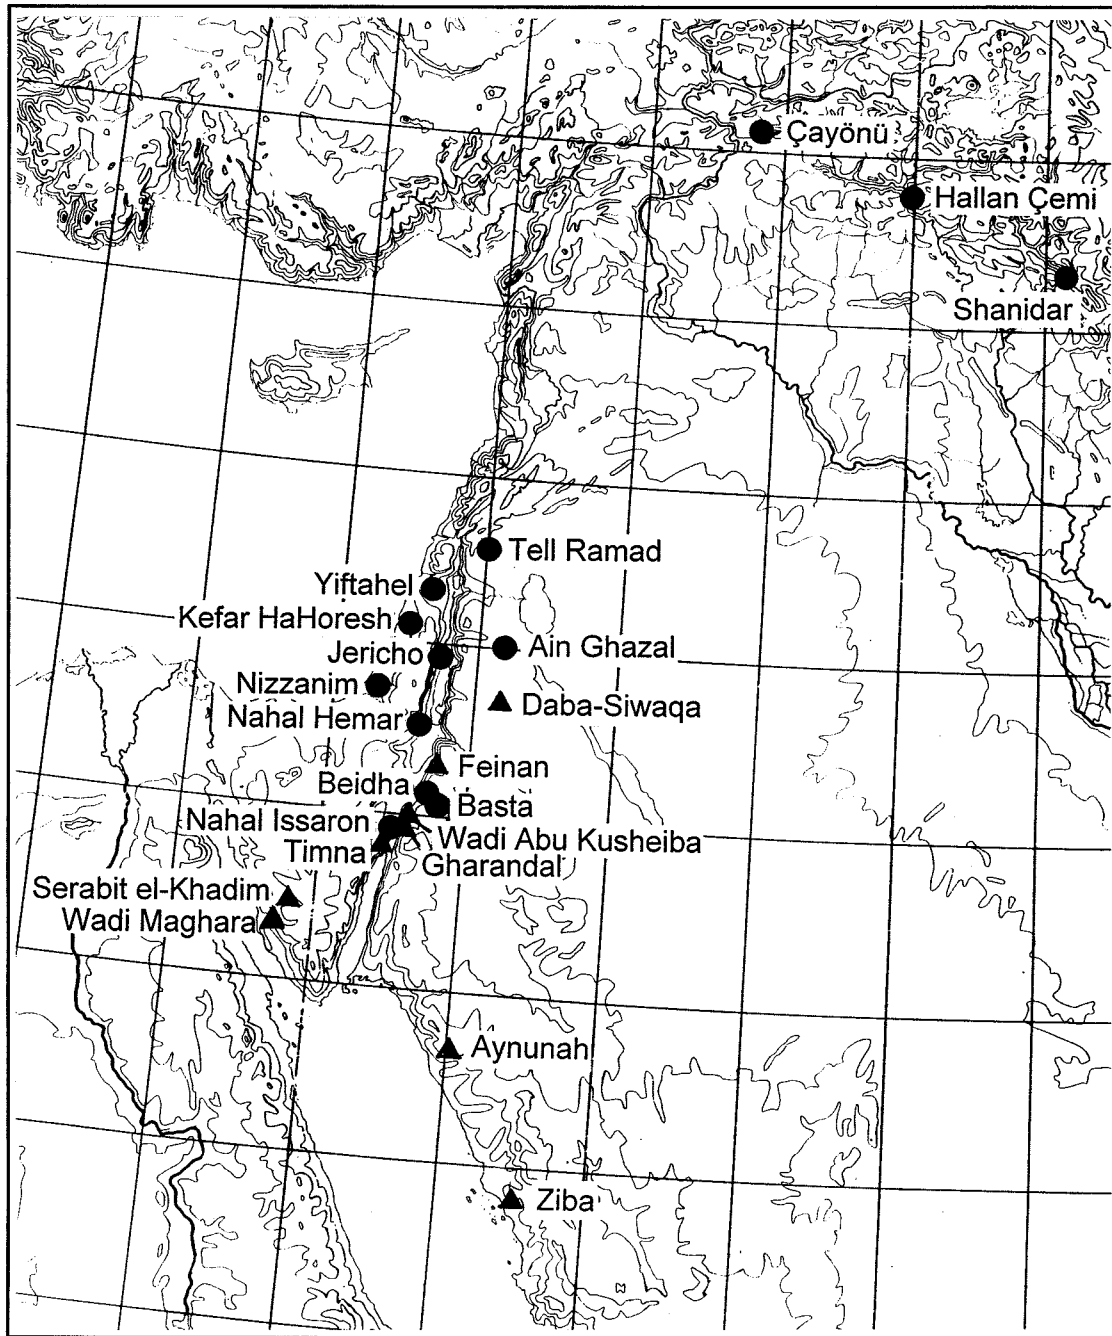 Çayönü
Hallan Çemi
Shanidar
Tell Ramad
Yiftahel
Kefar HaHoresh
Jericho
Ain Ghazal
Nizzanim
Daba-Siwaqa
Nahal Hemar
Feinan
Beidha
Basta
Nahal Issaron
Wadi Abu Kusheiba
Timna
Gharandal
Serabit el-Khadim
Wadi Maghara
Aynunah
Ziba